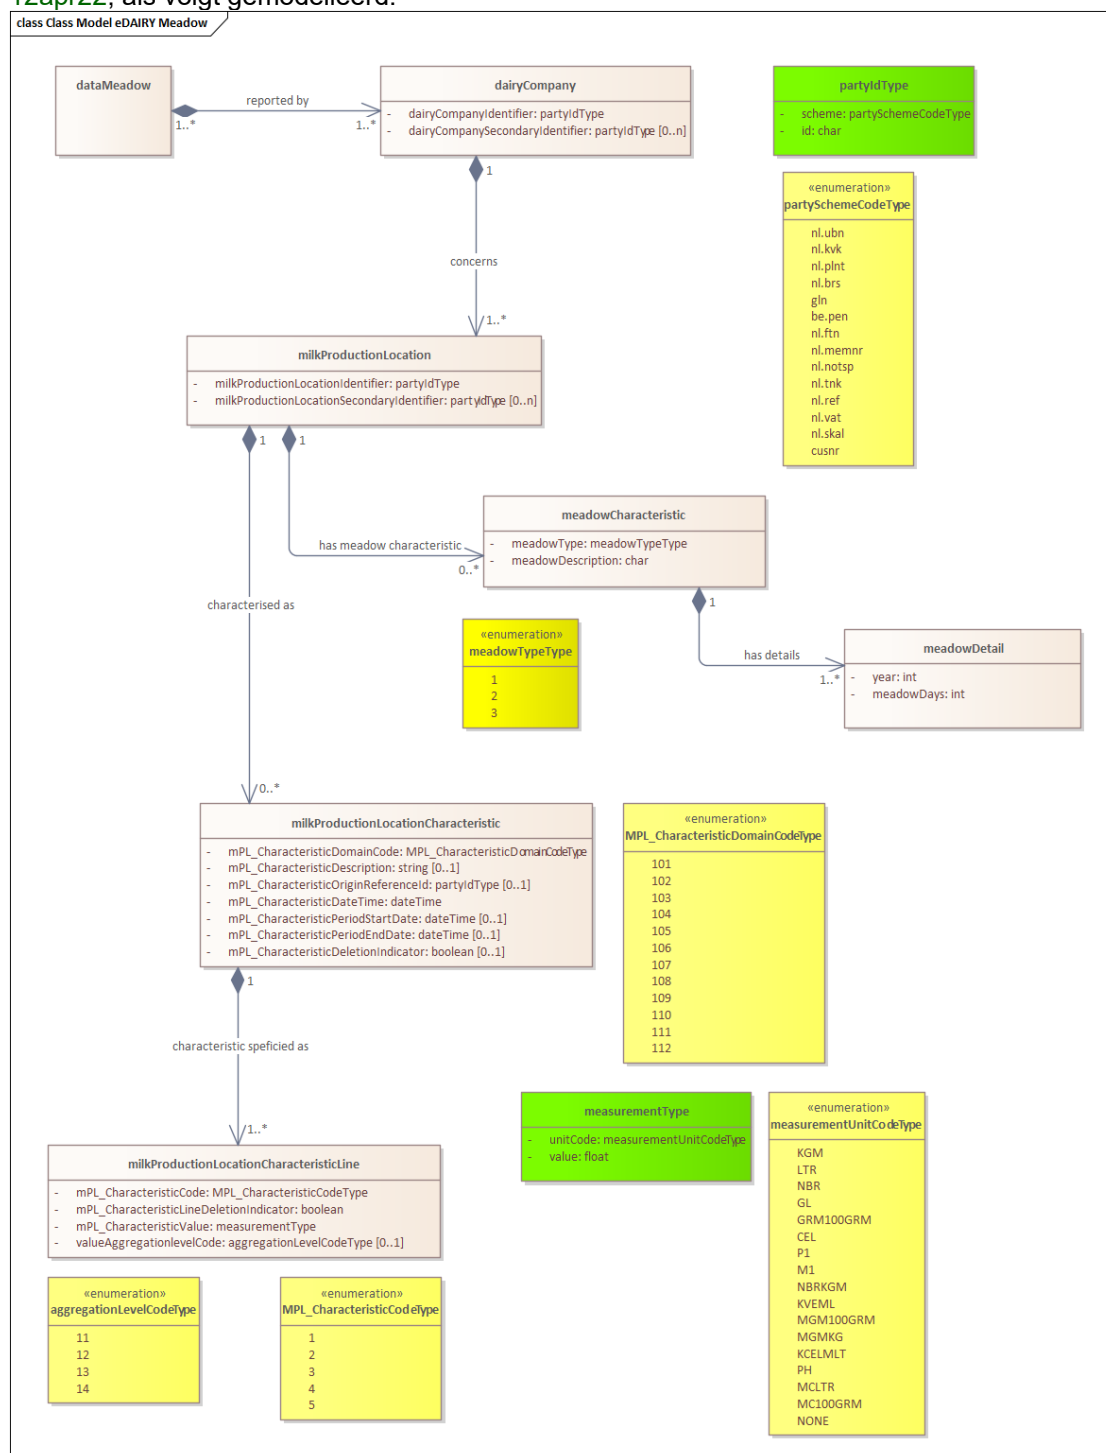 12apr22, als volgt gemodelleerd.
class Class Model eDAIRY Meadow
dataMeadow
reported by
1..*
1..*
dairyCompany
- dairyCompanyIdentifier: partyIdType
- dairyCompanySecondaryIdentifier: partyIdType [0..n]
partyIdType
- scheme: partySchemeCodeType
- id: char
«enumeration»
partySchemeCodeType
nl.ubn
nl.kvk
nl.plnt
nl.brs
gln
be.pen
nl.ftn
nl.memnr
nl.notsp
nl.tnk
nl.ref
nl.vat
nl.skal
cusnr
1
concerns
1..*
milkProductionLocation
- milkProductionLocationIdentifier: partyIdType
- milkProductionLocationSecondaryIdentifier: partyIdType [0..n]
1
1
has meadow characteristic
0..*
meadowCharacteristic
- meadowType: meadowTypeType
- meadowDescription: char
1
has details
1..*
meadowDetail
- year: int
- meadowDays: int
«enumeration»
meadowTypeType
1
2
3
characterised as
0..*
milkProductionLocationCharacteristic
- mPL_CharacteristicDomainCode: MPL_CharacteristicDomainCodeType
- mPL_CharacteristicDescription: string [0..1]
- mPL_CharacteristicOriginReferenceId: partyIdType [0..1]
- mPL_CharacteristicDateTime: dateTime
- mPL_CharacteristicPeriodStartDate: dateTime [0..1]
- mPL_CharacteristicPeriodEndDate: dateTime [0..1]
- mPL_CharacteristicDeletionIndicator: boolean [0..1]
«enumeration»
MPL_CharacteristicDomainCodeType
101
102
103
104
105
106
107
108
109
110
111
112
1
characteristic speficied as
1..*
milkProductionLocationCharacteristicLine
- mPL_CharacteristicCode: MPL_CharacteristicCodeType
- mPL_CharacteristicLineDeletionIndicator: boolean
- mPL_CharacteristicValue: measurementType
- valueAggregationlevelCode: aggregationLevelCodeType [0..1]
measurementType
- unitCode: measurementUnitCodeType
- value: float
«enumeration»
measurementUnitCodeType
KGM
LTR
NBR
GL
GRM100GRM
CEL
P1
M1
NBRKGM
KVEML
MGM100GRM
MGMKG
KCELMLT
PH
MCLTR
MC100GRM
NONE
«enumeration»
aggregationLevelCodeType
11
12
13
14
«enumeration»
MPL_CharacteristicCodeType
1
2
3
4
5